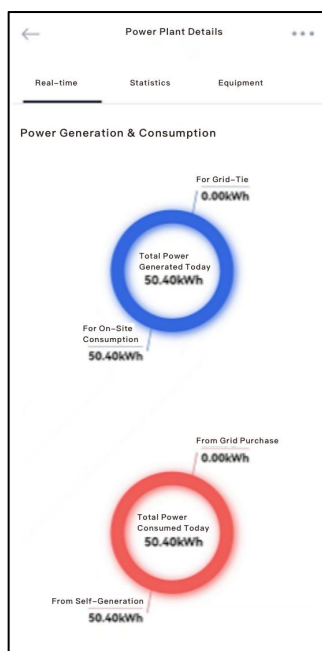 Power Plant Details
Real-time
Statistics
Equipment
Power Generation & Consumption
For Grid-Tie
0.00kWh
Total Power
Generated Today
50.40kWh
For On-Site
Consumption
50.40kWh
From Grid Purchase
0.00kWh
Total Power
Consumed Today
50.40kWh
From Self-Generation
50.40kWh